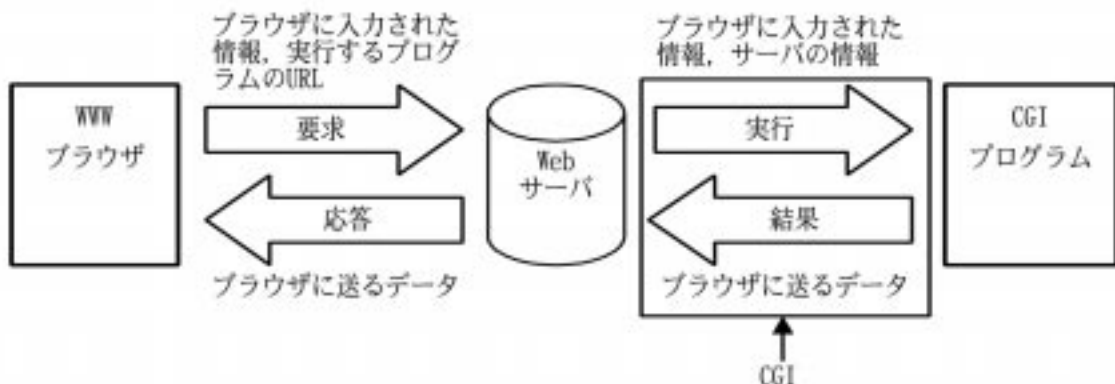 ブラウザに入力された
情報，実行するプログ
ラムのURL
ブラウザに入力された
情報，サーバの情報
WWW
ブラウザ
要求
応答
Web
サーバ
実行
結果
CGI
プログラム
ブラウザに送るデータ
ブラウザに送るデータ
CGI